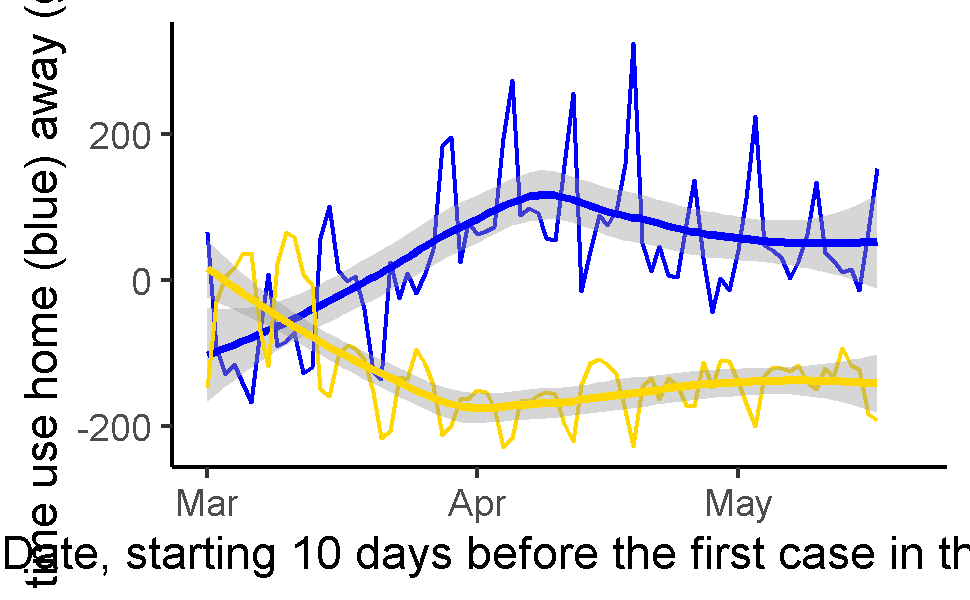 time use home (blue) away (
200
0
-200
Mar Apr May
Date, starting 10 days before the first case in th